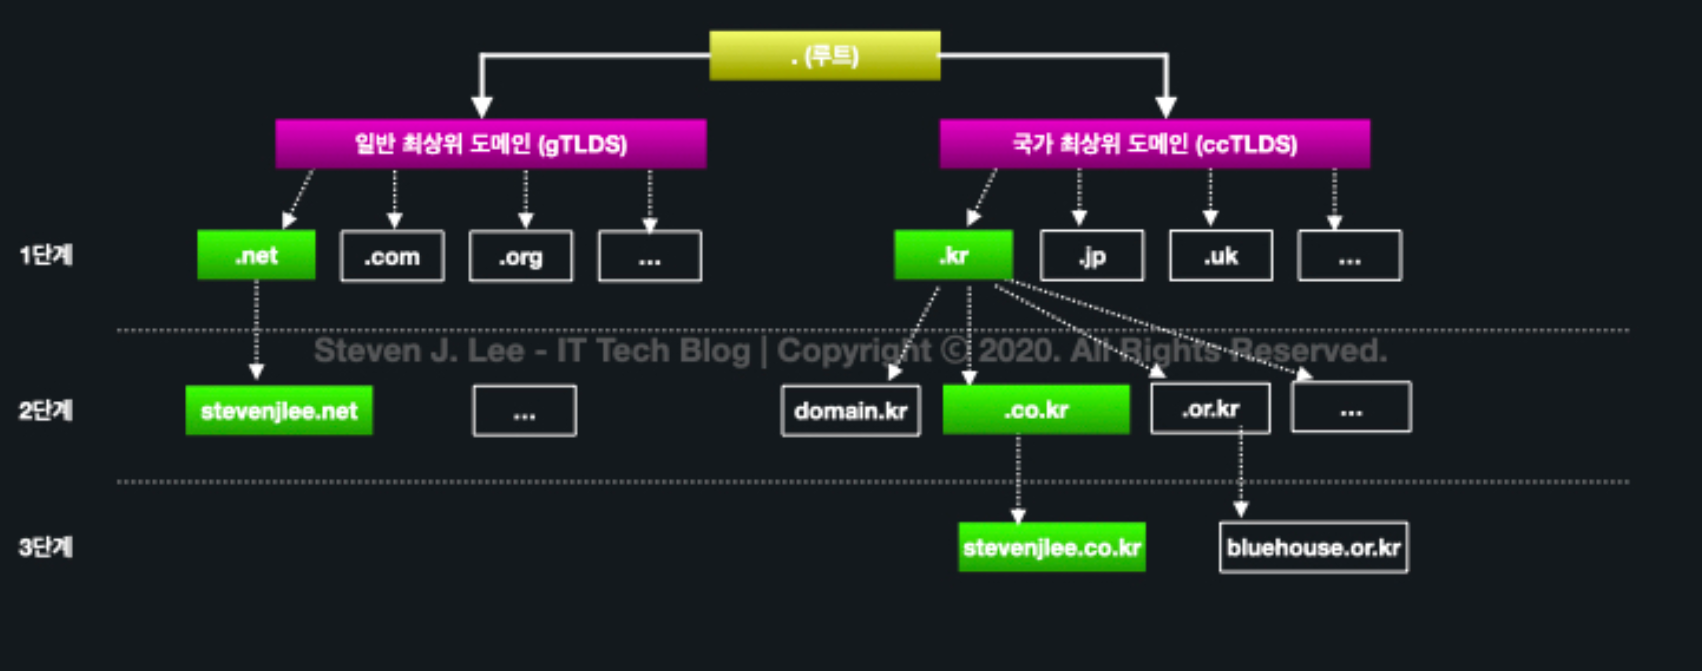 . (루트)
일반 최상위 도메인 (gTLDS)
국가 최상위 도메인 (ccTLDS)
1단계
.net
.com
.org
...
.kr
.jp
.uk
...
Steven J. Lee - IT Tech Blog | Copyright © 2020. All Rights Reserved.
2단계
stevenjlee.net
...
domain.kr
.co.kr
.or.kr
...
3단계
stevenjlee.co.kr
bluehouse.or.kr